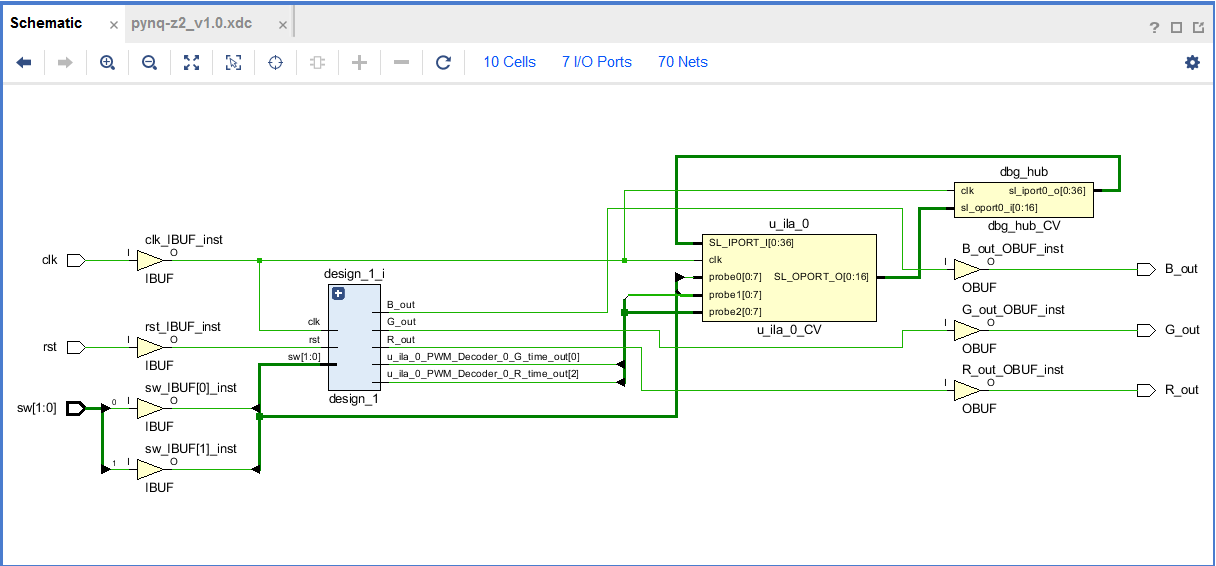 Schematic × pynq-z2_v1.0.xdc ×
?
10 Cells 7 I/O Ports 70 Nets
dbg_hub
clk sl_iport0_o[0:36]
sl_oport0_i[0:16]
dbg_hub_CV
u_ila_0
SL_IPORT_I[0:36]
clk
probe0[0:7] SL_OPORT_O[0:16]
probe1[0:7]
probe2[0:7]
u_ila_0_CV
clk_IBUF_inst
clk I O
IBUF
design_1_i
B_out
clk G_out
rst R_out
sw[1:0] u_ila_0_PWM_Decoder_0_G_time_out[0]
u_ila_0_PWM_Decoder_0_R_time_out[2]
design_1
rst_IBUF_inst
rst I O
IBUF
sw_IBUF[0]_inst
sw[1:0] 0 I O
IBUF
sw_IBUF[1]_inst
1 I O
IBUF
B_out_OBUF_inst
I O B_out
OBUF
G_out_OBUF_inst
I O G_out
OBUF
R_out_OBUF_inst
I O R_out
OBUF